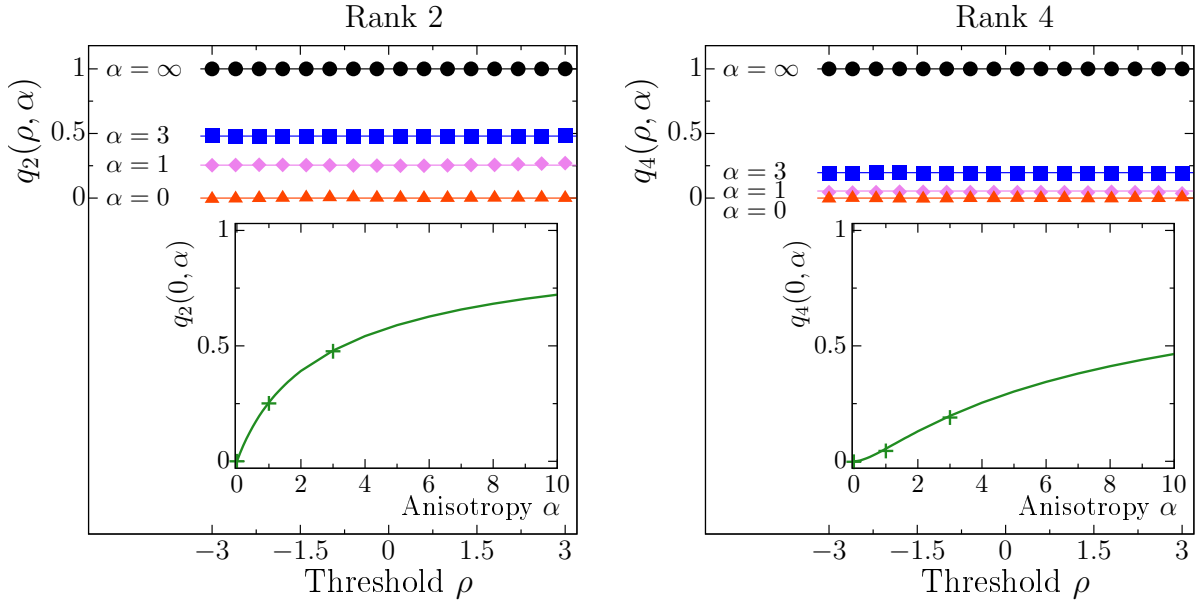 Rank 2
q₂(ρ, α)
1
0.5
0
α = ∞
α = 3
α = 1
α = 0
q₂(0, α)
1
0.5
0
0 2 4 6 8 10
Anisotropy α
−3 −1.5 0 1.5 3
Threshold ρ
Rank 4
q₄(ρ, α)
1
0.5
0
α = ∞
α = 3
α = 1
α = 0
q₄(0, α)
1
0.5
0
0 2 4 6 8 10
Anisotropy α
−3 −1.5 0 1.5 3
Threshold ρ